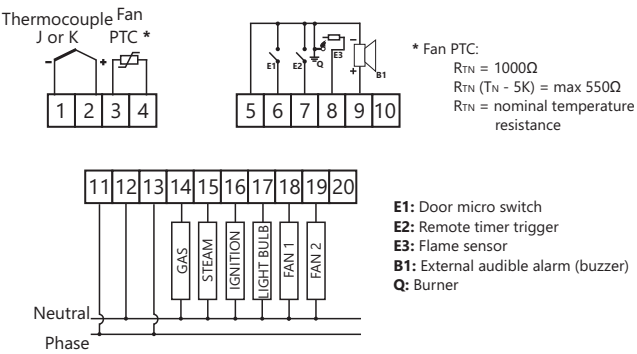 Thermocouple
J or K
Fan
PTC *
- +
1 2 3 4
E1 E2 Q E3 - + B1
5 6 7 8 9 10
* Fan PTC:
RTN = 1000Ω
RTN (TN - 5K) = max 550Ω
RTN = nominal temperature
resistance
11 12 13 14 15 16 17 18 19 20
GAS
STEAM
IGNITION
LIGHT BULB
FAN 1
FAN 2
Neutral
Phase
E1: Door micro switch
E2: Remote timer trigger
E3: Flame sensor
B1: External audible alarm (buzzer)
Q: Burner